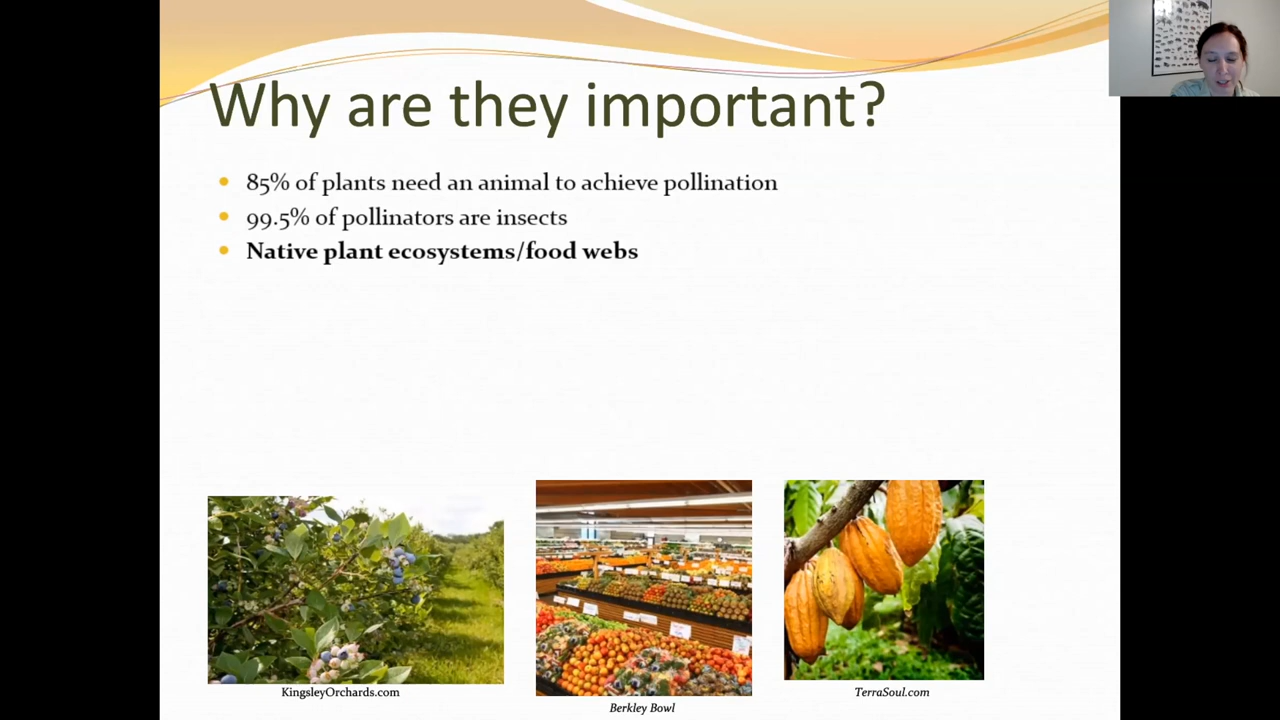 Why are they important?
85% of plants need an animal to achieve pollination
99.5% of pollinators are insects
Native plant ecosystems/food webs
KingsleyOrchards.com
Berkley Bowl
TerraSoul.com